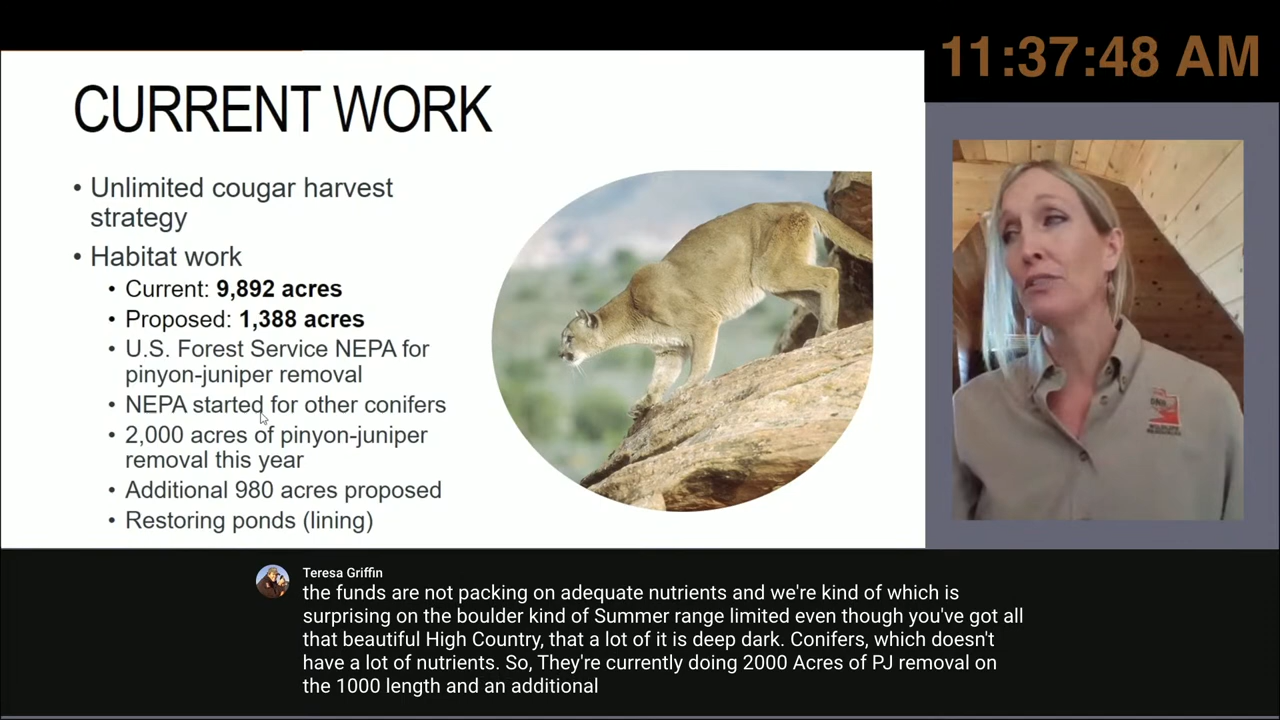 11:37:48 AM
CURRENT WORK
• Unlimited cougar harvest
strategy
• Habitat work
• Current: 9,892 acres
• Proposed: 1,388 acres
• U.S. Forest Service NEPA for
pinyon-juniper removal
• NEPA started for other conifers
• 2,000 acres of pinyon-juniper
removal this year
• Additional 980 acres proposed
• Restoring ponds (lining)
DNR
WILDLIFE
RESOURCES
Teresa Griffin
the funds are not packing on adequate nutrients and we're kind of which is
surprising on the boulder kind of Summer range limited even though you've got all
that beautiful High Country, that a lot of it is deep dark. Conifers, which doesn't
have a lot of nutrients. So, They're currently doing 2000 Acres of PJ removal on
the 1000 length and an additional